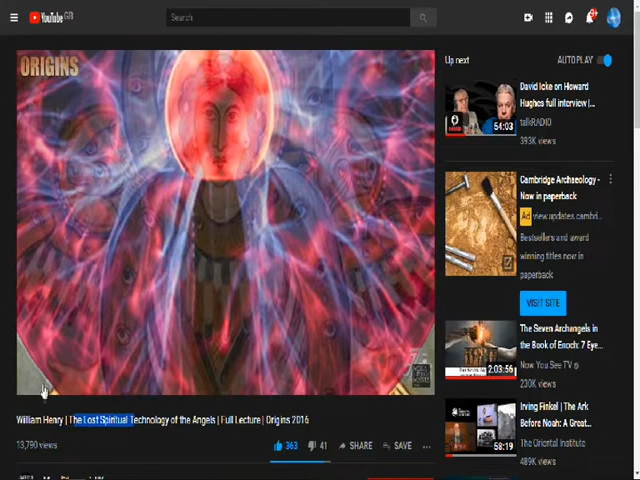 YouTube GB
Search
ORIGINS
Up next
AUTOPLAY
David Icke on Howard
Hughes full interview |...
talkRADIO
393K views
54:03
Cambridge Archaeology -
Now in paperback
Ad view.updates.cambri...
Bestsellers and award
winning titles now in
paperback
VISIT SITE
The Seven Archangels in
the Book of Enoch: 7 Eye...
Now You See TV
230K views
2:03:56
Irving Finkel | The Ark
Before Noah: A Great...
The Oriental Institute
489K views
58:19
William Henry | The Lost Spiritual Technology of the Angels | Full Lecture | Origins 2016
13,790 views
363
41
SHARE
SAVE